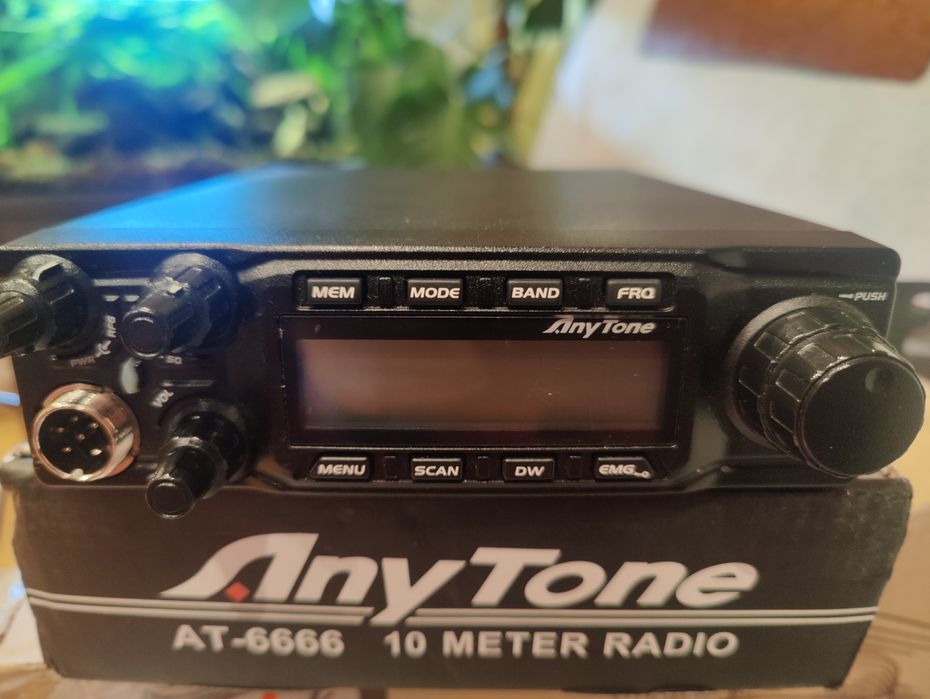 MEM MODE BAND FRQ
PUSH
AnyTone
RFG
PWR
SQ
VOL
MENU SCAN DW EMG
AnyTone
AT-6666 10 METER RADIO